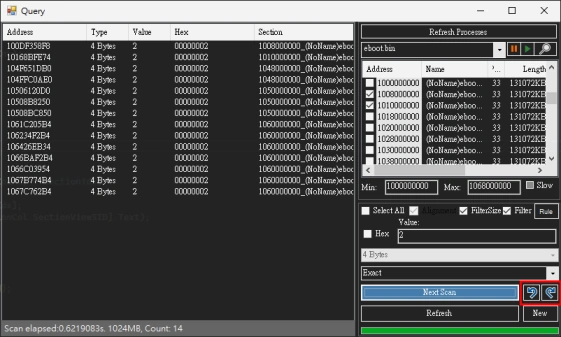 Query
Address Type Value Hex Section
100DF358F8 4 Bytes 2 00000002 1008000000_(NoName)eboo...
10168BFE74 4 Bytes 2 00000002 1010000000_(NoName)eboo...
104F651DB0 4 Bytes 2 00000002 1048000000_(NoName)eboo...
104FFC0AE0 4 Bytes 2 00000002 1048000000_(NoName)eboo...
10506120D0 4 Bytes 2 00000002 1050000000_(NoName)eboo...
10508B8250 4 Bytes 2 00000002 1050000000_(NoName)eboo...
10508BC850 4 Bytes 2 00000002 1050000000_(NoName)eboo...
1061C205B4 4 Bytes 2 00000002 1060000000_(NoName)eboo...
106234F2B4 4 Bytes 2 00000002 1060000000_(NoName)eboo...
106426EB34 4 Bytes 2 00000002 1060000000_(NoName)eboo...
1066BAF2B4 4 Bytes 2 00000002 1060000000_(NoName)eboo...
1066C03954 4 Bytes 2 00000002 1060000000_(NoName)eboo...
1067B774B4 4 Bytes 2 00000002 1060000000_(NoName)eboo...
1067C762B4 4 Bytes 2 00000002 1060000000_(NoName)eboo...
Scan elapsed:0.6219083s, 1024MB, Count: 14
Refresh Processes
eboot.bin
Address Name Length
1000000000 (NoName)eboo... 33 131072KB
1008000000 (NoName)eboo... 33 131072KB
1010000000 (NoName)eboo... 33 131072KB
1018000000 (NoName)eboo... 33 131072KB
1020000000 (NoName)eboo... 33 131072KB
1028000000 (NoName)eboo... 33 131072KB
1030000000 (NoName)eboo... 33 131072KB
1038000000 (NoName)eboo... 33 131072KB
Min: 1000000000 Max: 1068000000 Slow
Select All Alignment FilterSize Filter Rule
Value:
Hex 2
4 Bytes
Exact
Next Scan
Refresh New